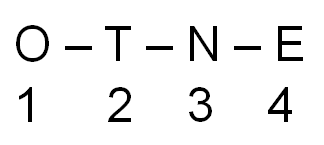 O – T – N – E
1 2 3 4